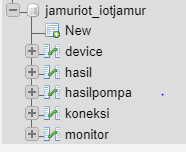 jamuriot_iotjamur
New
device
hasil
hasilpompa
koneksi
monitor